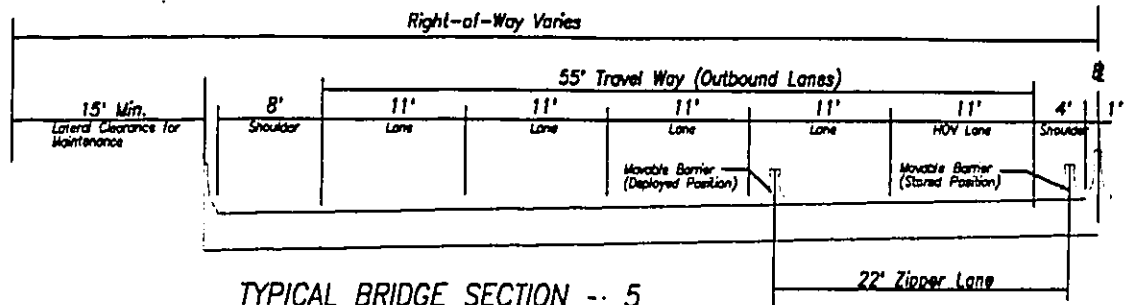 Right-of-Way Varies
55' Travel Way (Outbound Lanes)
15' Min.
Lateral Clearance for
Maintenance
8'
Shoulder
11'
Lane
11'
Lane
11'
Lane
11'
Lane
11'
HOV Lane
4'
Shoulder
1'
Movable Barrier
(Deployed Position)
Movable Barrier
(Stored Position)
22' Zipper Lane
TYPICAL BRIDGE SECTION -- 5